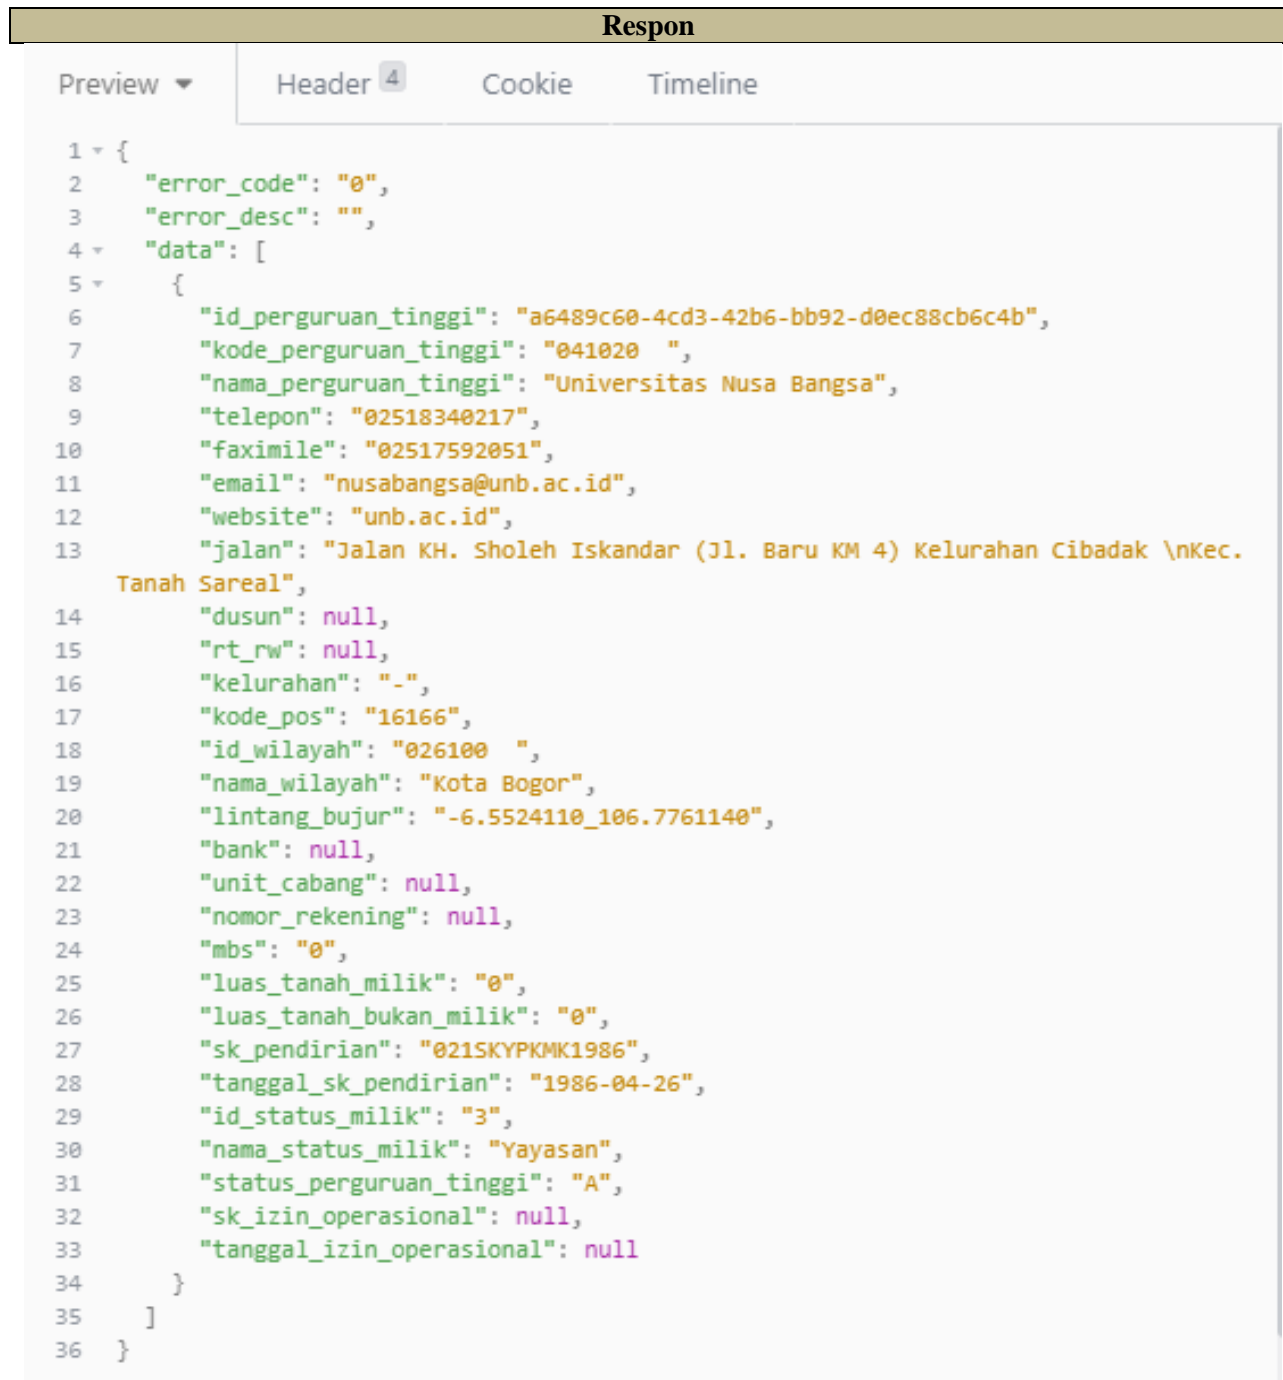 Respon
Preview Header 4 Cookie Timeline
1 {
2 "error_code": "0",
3 "error_desc": "",
4 "data": [
5 {
6 "id_perguruan_tinggi": "a6489c60-4cd3-42b6-bb92-d0ec88cb6c4b",
7 "kode_perguruan_tinggi": "041020  ",
8 "nama_perguruan_tinggi": "Universitas Nusa Bangsa",
9 "telepon": "02518340217",
10 "faximile": "02517592051",
11 "email": "nusabangsa@unb.ac.id",
12 "website": "unb.ac.id",
13 "jalan": "Jalan KH. Sholeh Iskandar (Jl. Baru KM 4) Kelurahan Cibadak \nKec.
Tanah Sareal",
14 "dusun": null,
15 "rt_rw": null,
16 "kelurahan": "-",
17 "kode_pos": "16166",
18 "id_wilayah": "026100  ",
19 "nama_wilayah": "Kota Bogor",
20 "lintang_bujur": "-6.5524110_106.7761140",
21 "bank": null,
22 "unit_cabang": null,
23 "nomor_rekening": null,
24 "mbs": "0",
25 "luas_tanah_milik": "0",
26 "luas_tanah_bukan_milik": "0",
27 "sk_pendirian": "021SKYPKMK1986",
28 "tanggal_sk_pendirian": "1986-04-26",
29 "id_status_milik": "3",
30 "nama_status_milik": "Yayasan",
31 "status_perguruan_tinggi": "A",
32 "sk_izin_operasional": null,
33 "tanggal_izin_operasional": null
34 }
35 ]
36 }